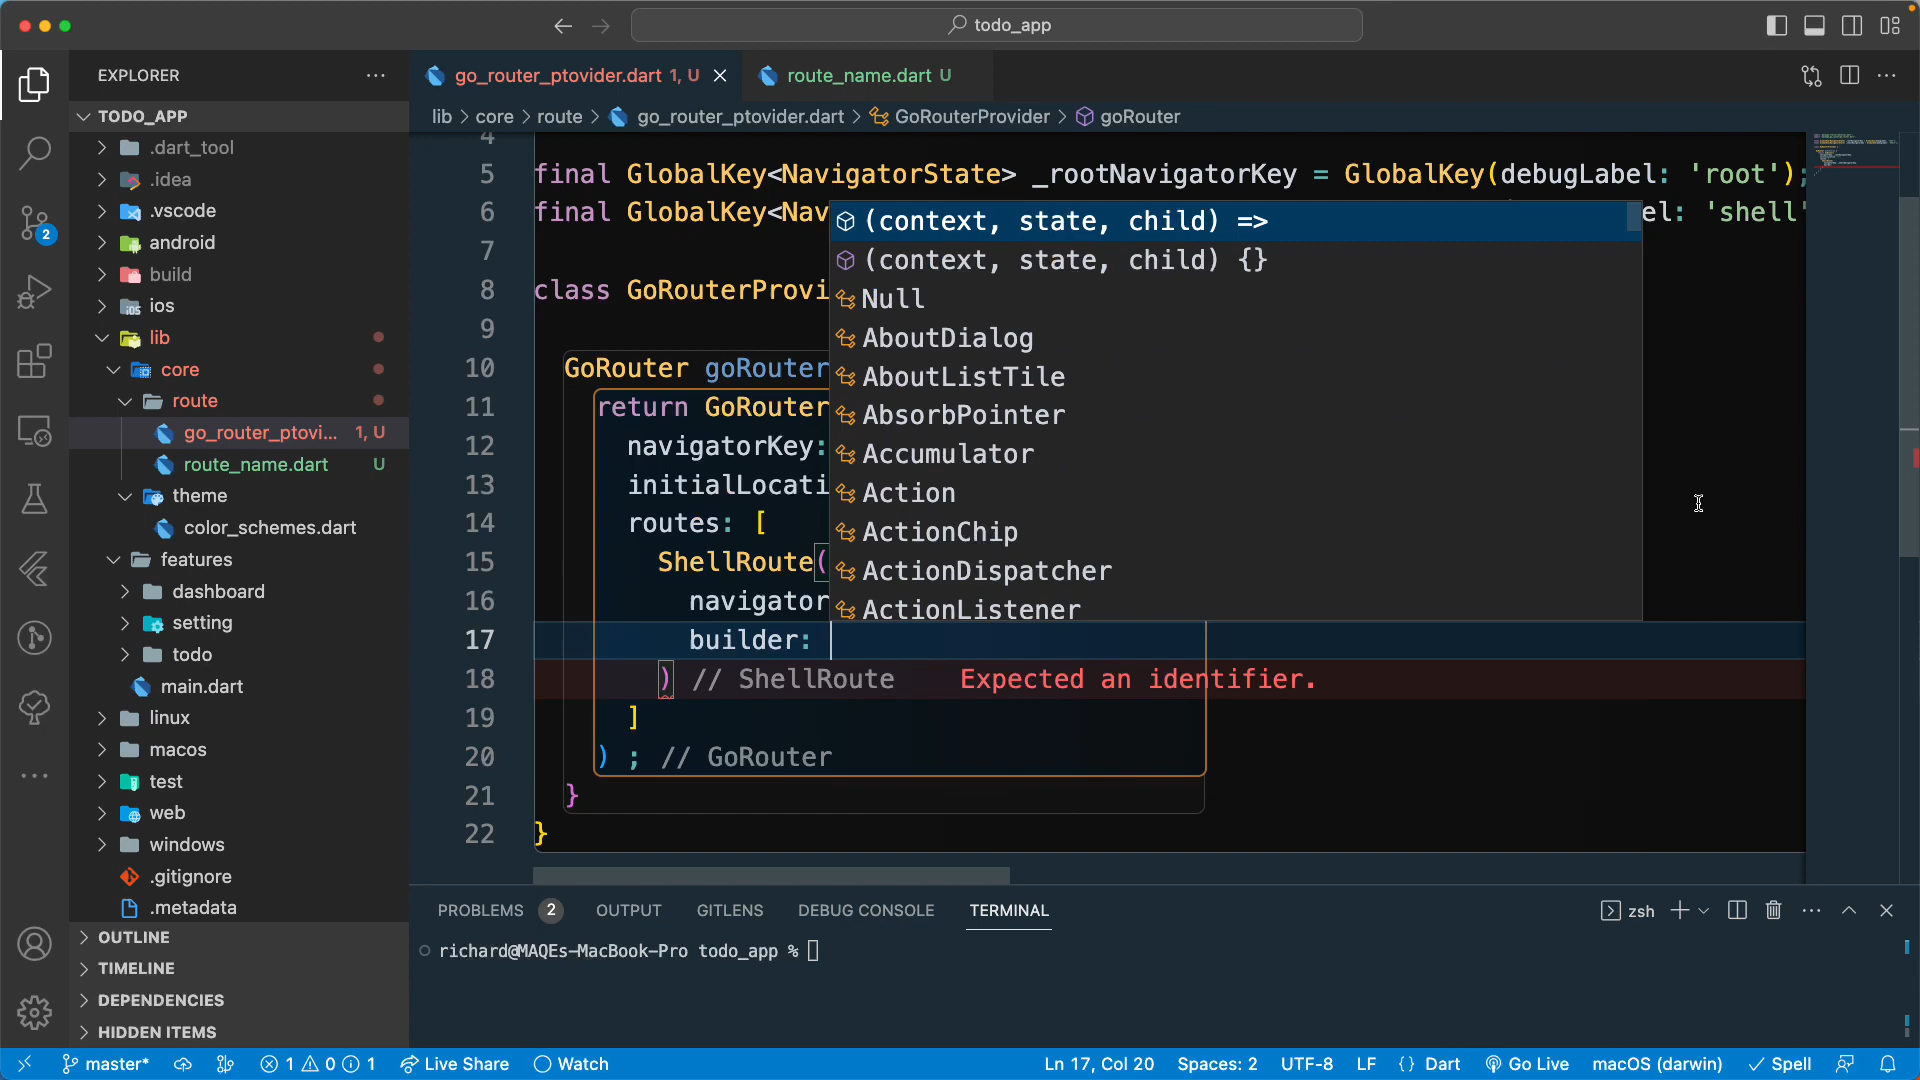 todo_app
EXPLORER
go_router_ptovider.dart 1, U
route_name.dart U
TODO_APP
.dart_tool
.idea
.vscode
android
build
ios
lib
core
route
go_router_ptovi... 1, U
route_name.dart U
theme
color_schemes.dart
features
dashboard
setting
todo
main.dart
linux
macos
test
web
windows
.gitignore
.metadata
OUTLINE
TIMELINE
DEPENDENCIES
HIDDEN ITEMS
2
lib > core > route > go_router_ptovider.dart > GoRouterProvider > goRouter
4
5 final GlobalKey<NavigatorState> _rootNavigatorKey = GlobalKey(debugLabel: 'root');
6 final GlobalKey<Nav el: 'shell'
7
8 class GoRouterProvi
9
10 GoRouter goRouter
11 return GoRouter
12 navigatorKey:
13 initialLocati
14 routes: [
15 ShellRoute(
16 navigator
17 builder:
18 ) // ShellRoute Expected an identifier.
19 ]
20 ) ; // GoRouter
21 }
22 }
(context, state, child) =>
(context, state, child) {}
Null
AboutDialog
AboutListTile
AbsorbPointer
Accumulator
Action
ActionChip
ActionDispatcher
ActionListener
PROBLEMS 2 OUTPUT GITLENS DEBUG CONSOLE TERMINAL
zsh
richard@MAQEs-MacBook-Pro todo_app %
master* 1 0 1 Live Share Watch Ln 17, Col 20 Spaces: 2 UTF-8 LF {} Dart Go Live macOS (darwin) Spell